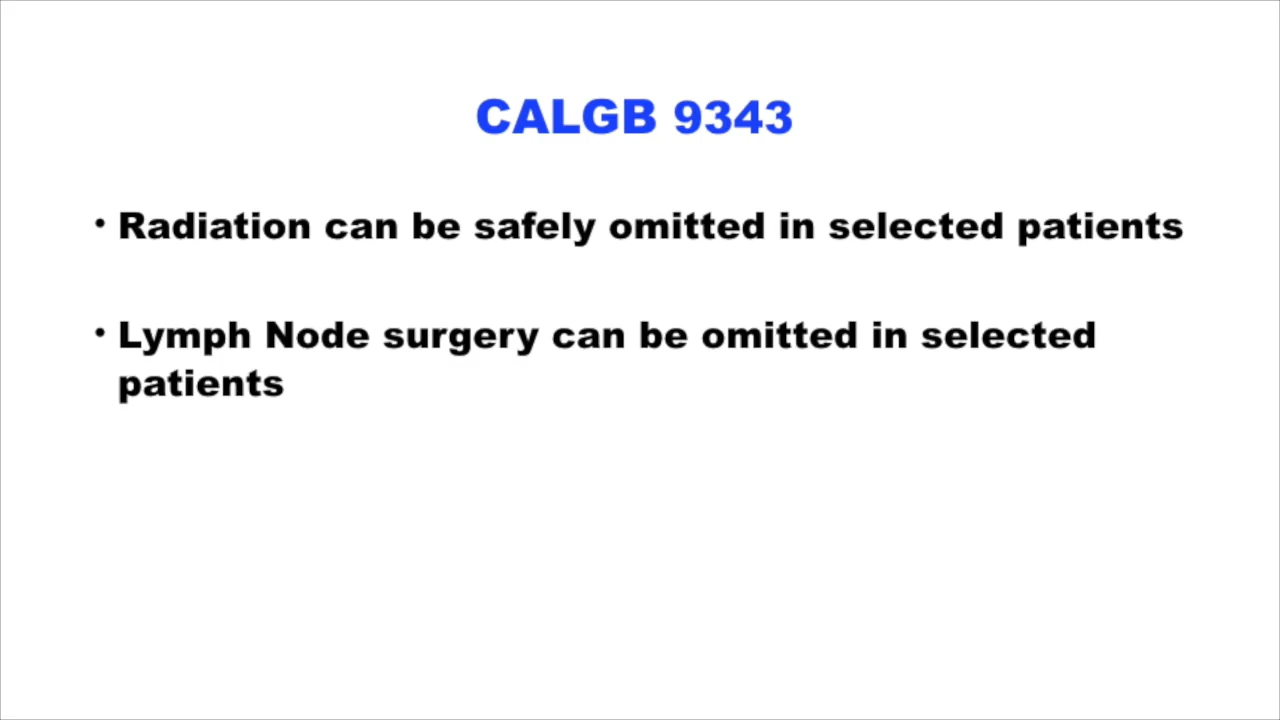 CALGB 9343
• Radiation can be safely omitted in selected patients
• Lymph Node surgery can be omitted in selected
patients